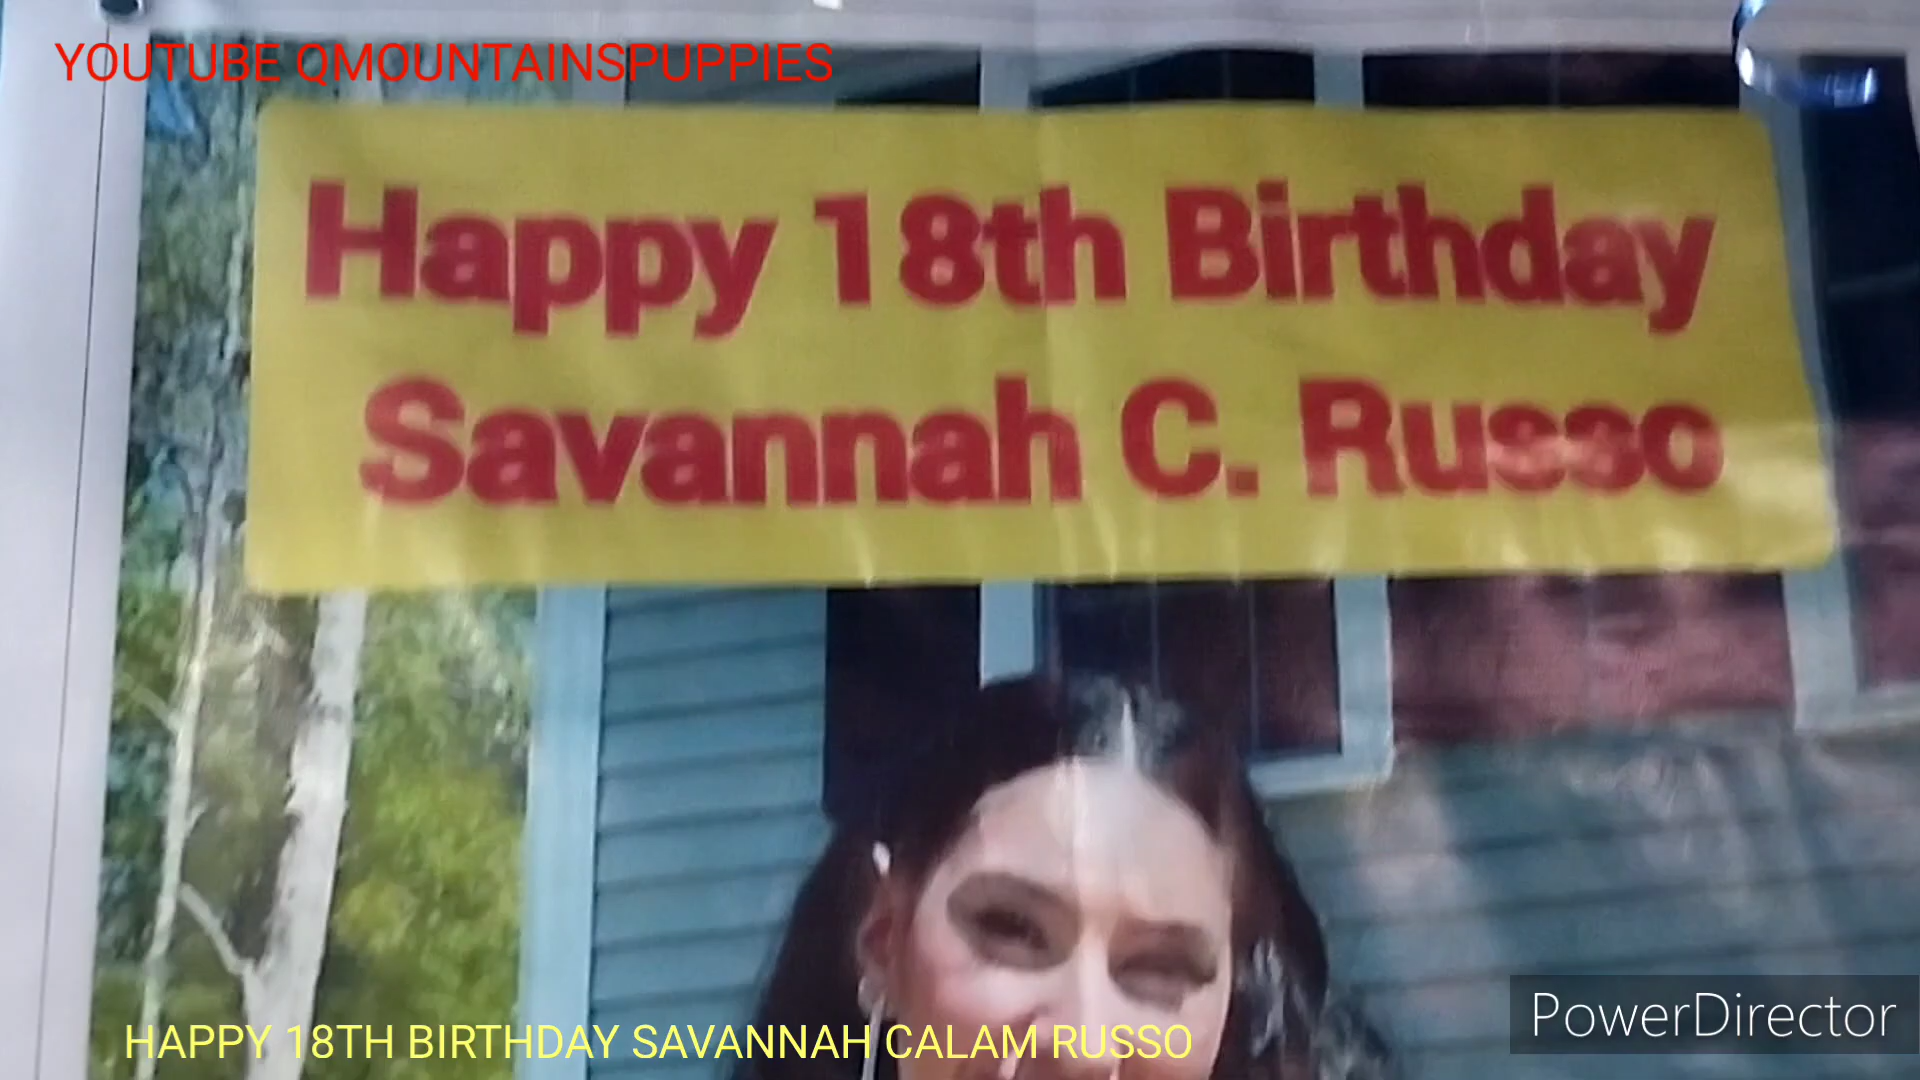 YOUTUBE QMOUNTAINSPUPPIES
Happy 18th Birthday
Savannah C. Russo
HAPPY 18TH BIRTHDAY SAVANNAH CALAM RUSSO
PowerDirector